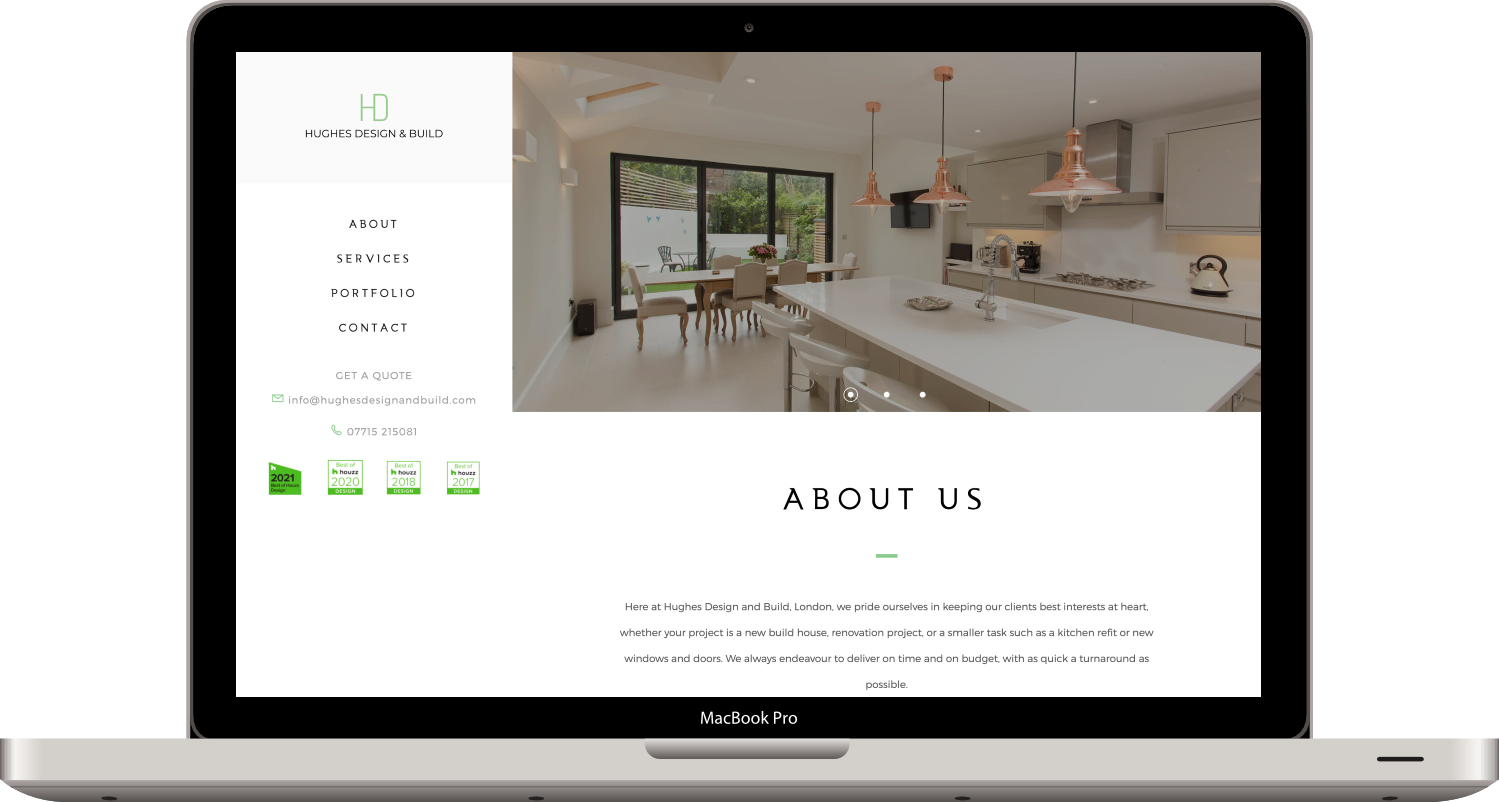 HD
HUGHES DESIGN & BUILD
ABOUT
SERVICES
PORTFOLIO
CONTACT
GET A QUOTE
info@hughesdesignandbuild.com
07715 215081
2021
Best of Houzz
Design
Best of
houzz
2020
DESIGN
Best of
houzz
2018
DESIGN
Best of
houzz
2017
DESIGN
ABOUT US
Here at Hughes Design and Build, London, we pride ourselves in keeping our clients best interests at heart,
whether your project is a new build house, renovation project, or a smaller task such as a kitchen refit or new
windows and doors. We always endeavour to deliver on time and on budget, with as quick a turnaround as
possible.
MacBook Pro